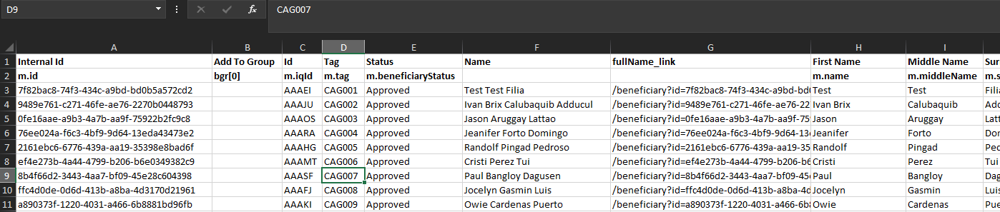 D9 fx CAG007
A B C D E F G H I
1 Internal Id Add To Group Id Tag Status Name fullName_link First Name Middle Name Sur
2 m.id bgr[0] m.iqId m.tag m.beneficiaryStatus m.name m.middleName m.s
3 7f82bac8-74f3-434c-a9bd-bd0b5a572cd2 AAAEI CAG001 Approved Test Test Filia /beneficiary?id=7f82bac8-74f3-434c-a9bd-bd0 Test Test Filia
4 9489e761-c271-46fe-ae76-2270b0448793 AAAJU CAG002 Approved Ivan Brix Calubaquib Adducul /beneficiary?id=9489e761-c271-46fe-ae76-22 Ivan Brix Calubaquib Add
5 0fe16aae-a9b3-4a7b-aa9f-75922b2fc9c8 AAAOS CAG003 Approved Jason Aruggay Lattao /beneficiary?id=0fe16aae-a9b3-4a7b-aa9f-759 Jason Aruggay Latt
6 76ee024a-f6c3-4bf9-9d64-13eda43473e2 AAARA CAG004 Approved Jeanifer Forto Domingo /beneficiary?id=76ee024a-f6c3-4bf9-9d64-13e Jeanifer Forto Dom
7 2161ebc6-6776-439a-aa19-35398e8bad6f AAAHG CAG005 Approved Randolf Pingad Pedroso /beneficiary?id=2161ebc6-6776-439a-aa19-35 Randolf Pingad Ped
8 ef4e273b-4a44-4799-b206-b6e0349382c9 AAAMT CAG006 Approved Cristi Perez Tui /beneficiary?id=ef4e273b-4a44-4799-b206-b6 Cristi Perez Tui
9 8b4f66d2-3443-4aa7-bf09-45e28c604398 AAASF CAG007 Approved Paul Bangloy Dagusen /beneficiary?id=8b4f66d2-3443-4aa7-bf09-45e Paul Bangloy Dag
10 ffc4d0de-0d6d-413b-a8ba-4d3170d21961 AAAFJ CAG008 Approved Jocelyn Gasmin Luis /beneficiary?id=ffc4d0de-0d6d-413b-a8ba-4d Jocelyn Gasmin Luis
11 a890373f-1220-4031-a466-6b8881bd96fb AAAKI CAG009 Approved Owie Cardenas Puerto /beneficiary?id=a890373f-1220-4031-a466-6b8 Owie Cardenas Pue